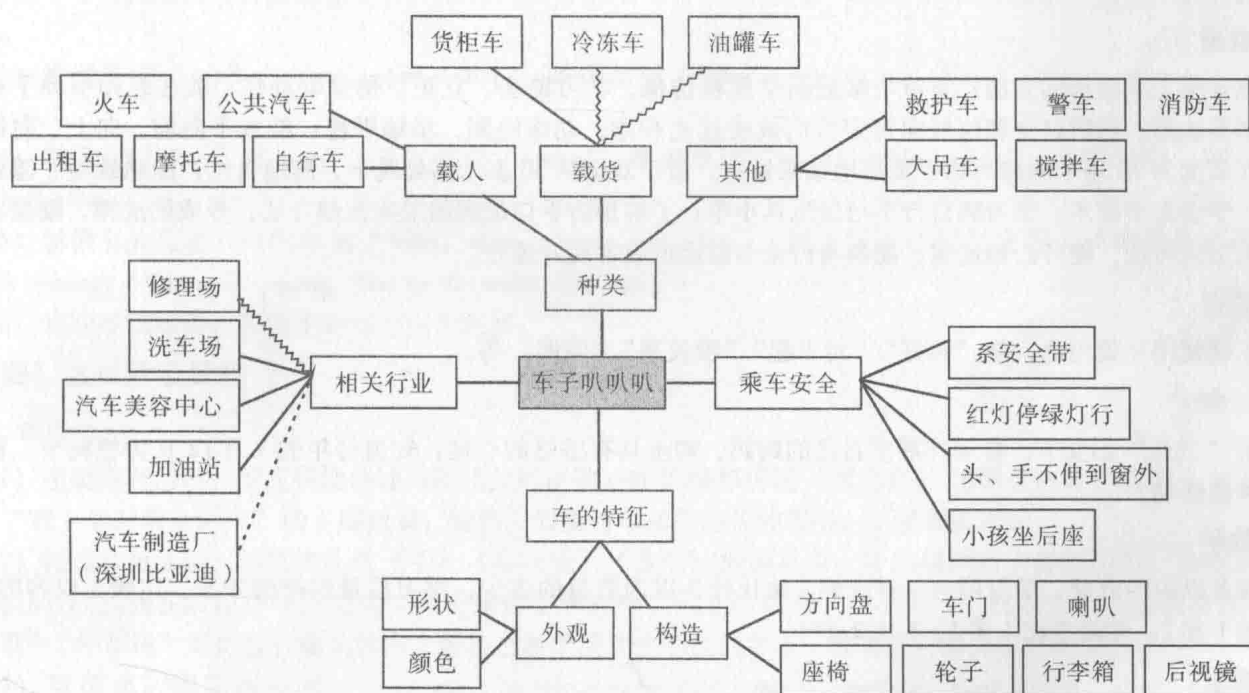 货柜车 冷冻车 油罐车
火车 公共汽车
救护车 警车 消防车
出租车 摩托车 自行车
载人 载货 其他
大吊车 搅拌车
种类
修理场
洗车场
汽车美容中心
加油站
汽车制造厂
（深圳比亚迪）
相关行业 车子叭叭叭 乘车安全
系安全带
红灯停绿灯行
头、手不伸到窗外
小孩坐后座
车的特征
形状
颜色
外观 构造
方向盘 车门 喇叭
座椅 轮子 行李箱 后视镜